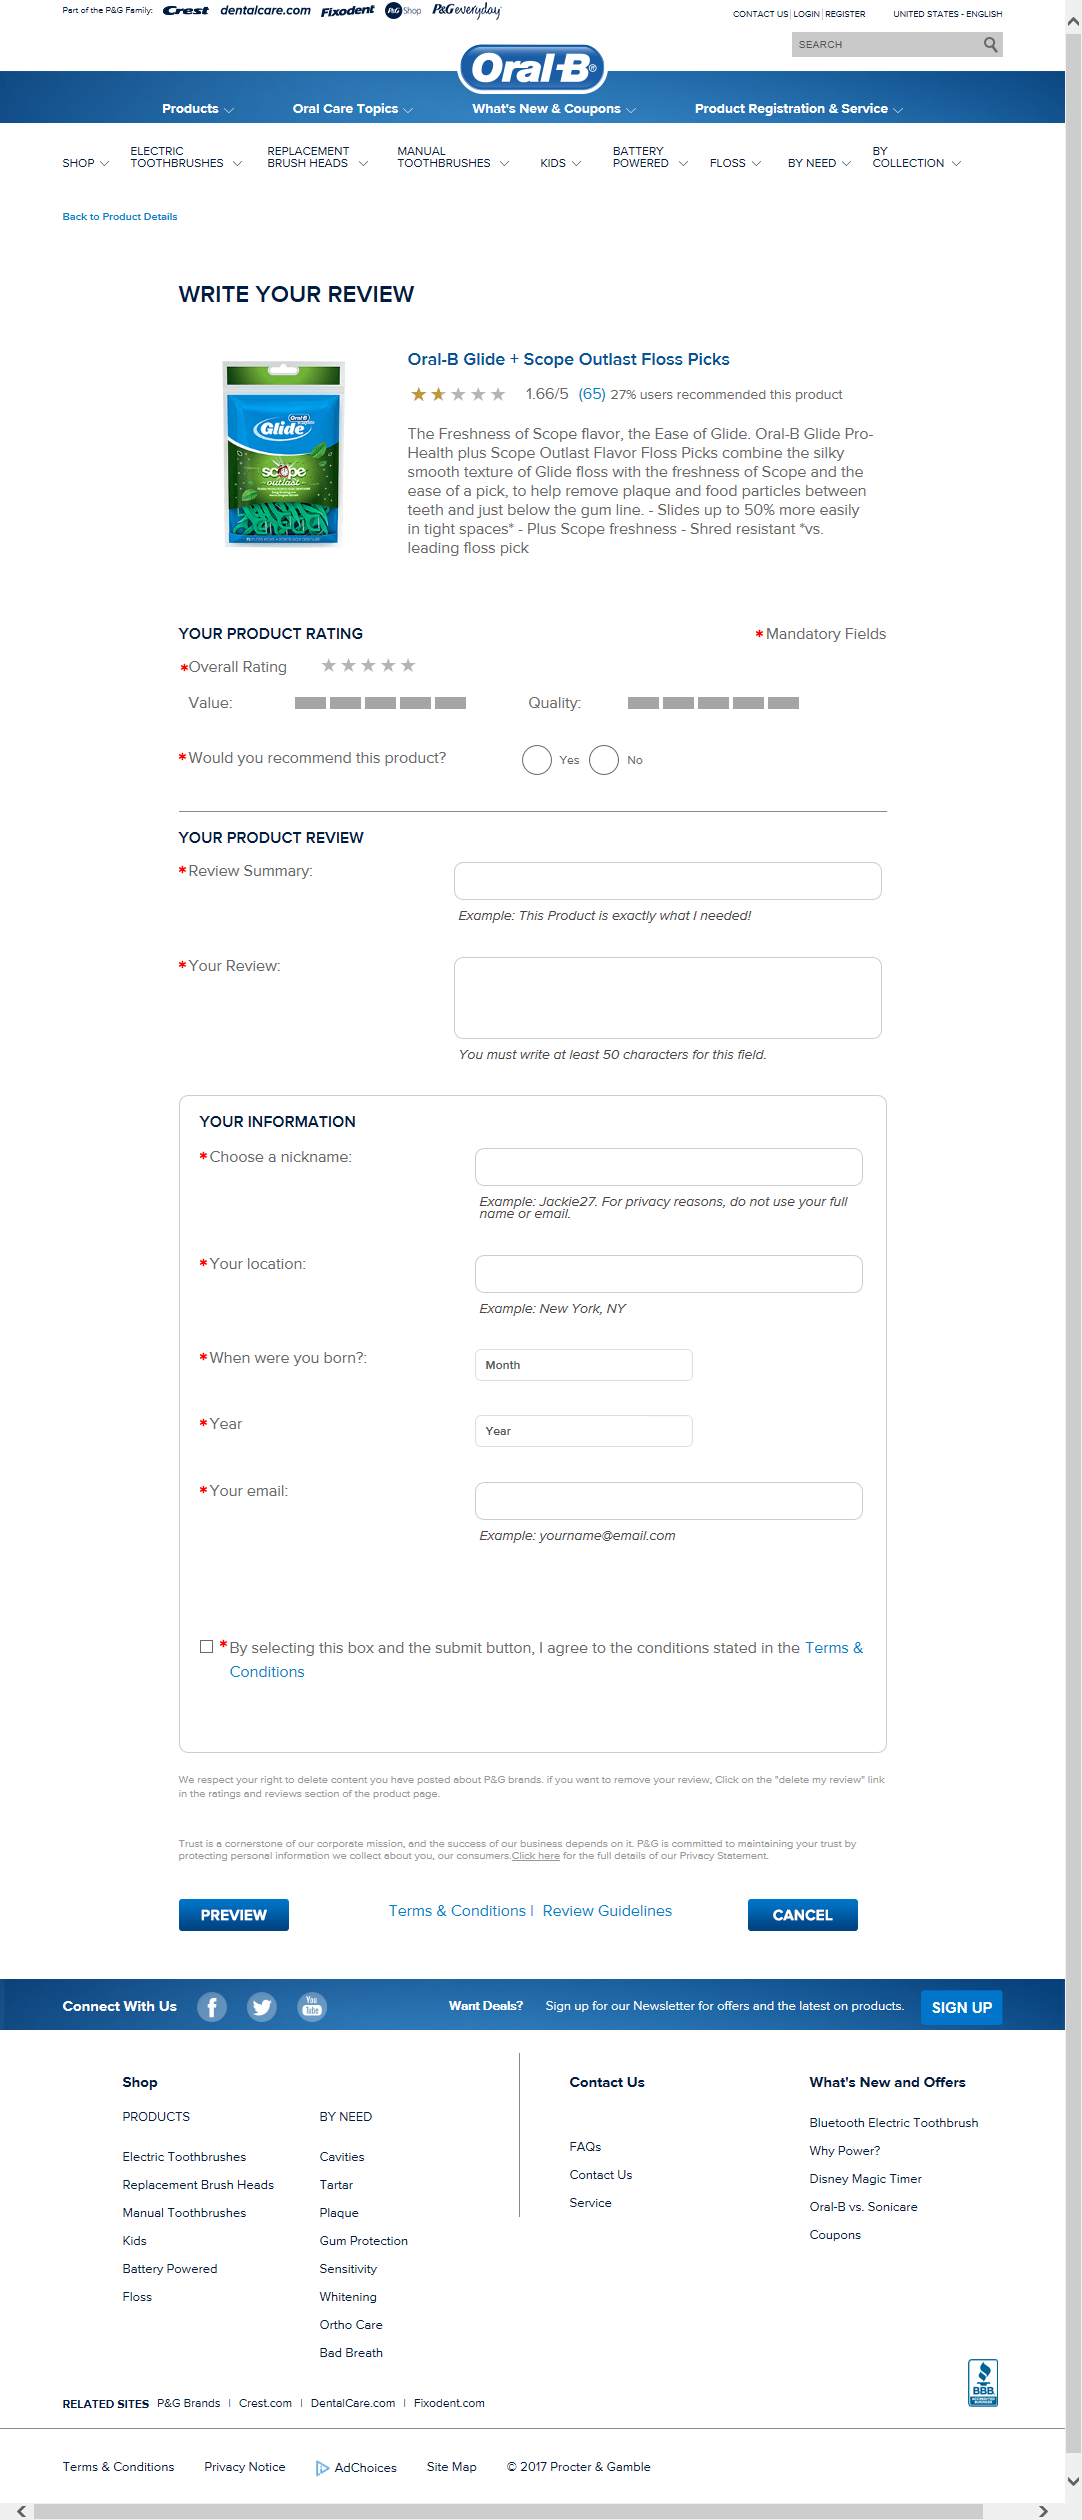 Part of the P&G Family: Crest dentalcare.com Fixodent P&G Shop P&G everyday
CONTACT US | LOGIN | REGISTER UNITED STATES - ENGLISH
SEARCH
Oral-B®
Products Oral Care Topics What's New & Coupons Product Registration & Service
SHOP ELECTRIC TOOTHBRUSHES REPLACEMENT BRUSH HEADS MANUAL TOOTHBRUSHES KIDS BATTERY POWERED FLOSS BY NEED BY COLLECTION
Back to Product Details
WRITE YOUR REVIEW
Oral-B
Glide
scope
outlast
Oral-B Glide + Scope Outlast Floss Picks
1.66/5 (65) 27% users recommended this product
The Freshness of Scope flavor, the Ease of Glide. Oral-B Glide Pro-
Health plus Scope Outlast Flavor Floss Picks combine the silky
smooth texture of Glide floss with the freshness of Scope and the
ease of a pick, to help remove plaque and food particles between
teeth and just below the gum line. - Slides up to 50% more easily
in tight spaces* - Plus Scope freshness - Shred resistant *vs.
leading floss pick
YOUR PRODUCT RATING
*Mandatory Fields
*Overall Rating
Value: Quality:
*Would you recommend this product? Yes No
YOUR PRODUCT REVIEW
*Review Summary:
Example: This Product is exactly what I needed!
*Your Review:
You must write at least 50 characters for this field.
YOUR INFORMATION
*Choose a nickname:
Example: Jackie27. For privacy reasons, do not use your full
name or email.
*Your location:
Example: New York, NY
*When were you born?: Month
*Year Year
*Your email:
Example: yourname@email.com
*By selecting this box and the submit button, I agree to the conditions stated in the Terms &
Conditions
We respect your right to delete content you have posted about P&G brands. if you want to remove your review, Click on the "delete my review" link
in the ratings and reviews section of the product page.
Trust is a cornerstone of our corporate mission, and the success of our business depends on it. P&G is committed to maintaining your trust by
protecting personal information we collect about you, our consumers.Click here for the full details of our Privacy Statement.
PREVIEW Terms & Conditions | Review Guidelines CANCEL
Connect With Us You Tube Want Deals? Sign up for our Newsletter for offers and the latest on products. SIGN UP
Shop
PRODUCTS
Electric Toothbrushes
Replacement Brush Heads
Manual Toothbrushes
Kids
Battery Powered
Floss
BY NEED
Cavities
Tartar
Plaque
Gum Protection
Sensitivity
Whitening
Ortho Care
Bad Breath
Contact Us
FAQs
Contact Us
Service
What's New and Offers
Bluetooth Electric Toothbrush
Why Power?
Disney Magic Timer
Oral-B vs. Sonicare
Coupons
BBB
ACCREDITED
BUSINESS
RELATED SITES P&G Brands | Crest.com | DentalCare.com | Fixodent.com
Terms & Conditions Privacy Notice AdChoices Site Map © 2017 Procter & Gamble